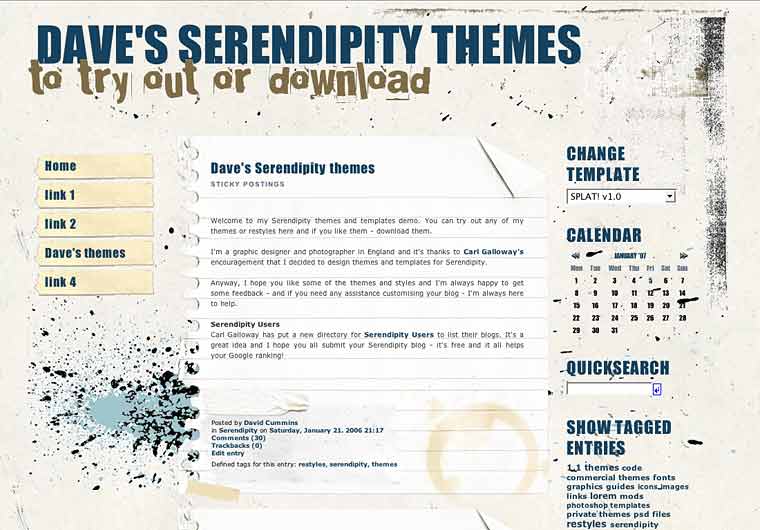 DAVE'S SERENDIPITY THEMES
to try out or download
Home
link 1
link 2
Dave's themes
link 4
Dave's Serendipity themes
STICKY POSTINGS
Welcome to my Serendipity themes and templates demo. You can try out any of my
themes or restyles here and if you like them - download them.
I'm a graphic designer and photographer in England and it's thanks to Carl Galloway's
encouragement that I decided to design themes and templates for Serendipity.
Anyway, I hope you like some of the themes and styles and I'm always happy to get
some feedback - and if you need any assistance customising your blog - I'm always here
to help.
Serendipity Users
Carl Galloway has put a new directory for Serendipity Users to list their blogs. It's a
great idea and I hope you all submit your Serendipity blog - it's free and it all helps
your Google ranking!
Posted by David Cummins
in Serendipity on Saturday, January 21. 2006 21:17
Comments (30)
Trackbacks (0)
Edit entry
Defined tags for this entry: restyles, serendipity, themes
CHANGE
TEMPLATE
SPLAT! v1.0
CALENDAR
JANUARY '07
Mon Tue Wed Thu Fri Sat Sun
1 2 3 4 5 6 7
8 9 10 11 12 13 14
15 16 17 18 19 20 21
22 23 24 25 26 27 28
29 30 31
QUICKSEARCH
SHOW TAGGED
ENTRIES
1.1 themes code
commercial themes fonts
graphics guides icons images
links lorem mods
photoshop templates
private themes psd files
restyles serendipity